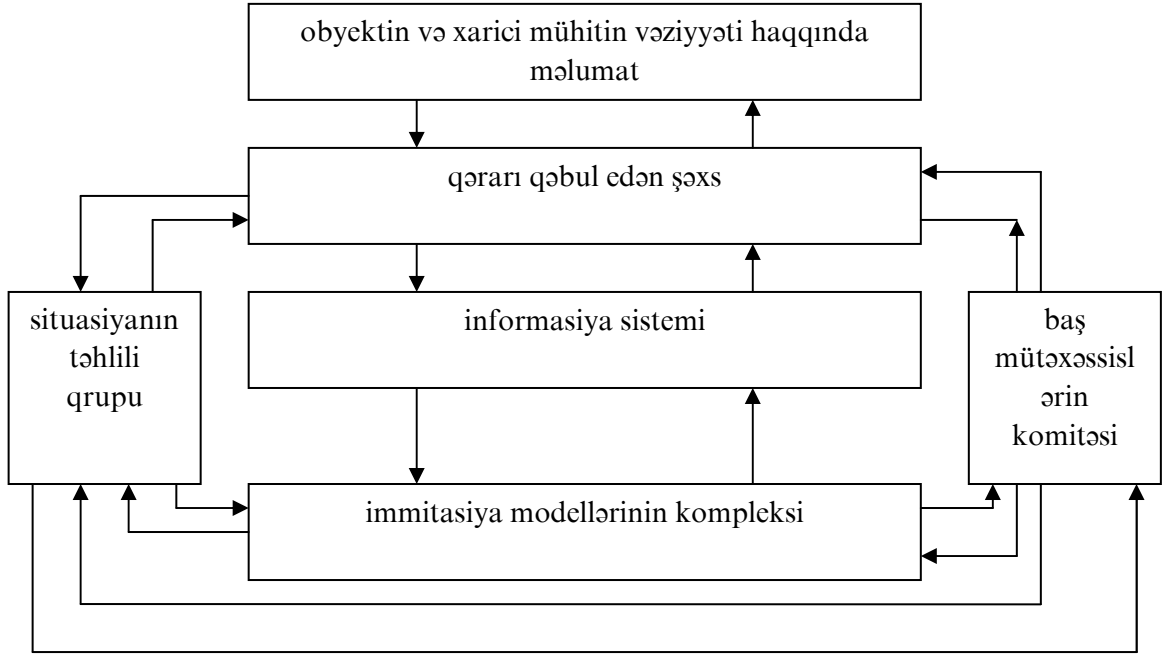 obyektin və xarici mühitin vəziyyəti haqqında
məlumat
qərarı qəbul edən şəxs
situasiyanın
təhlili
qrupu
informasiya sistemi
baş
mütəxəssisl
ərin
komitəsi
immitasiya modellərinin kompleksi